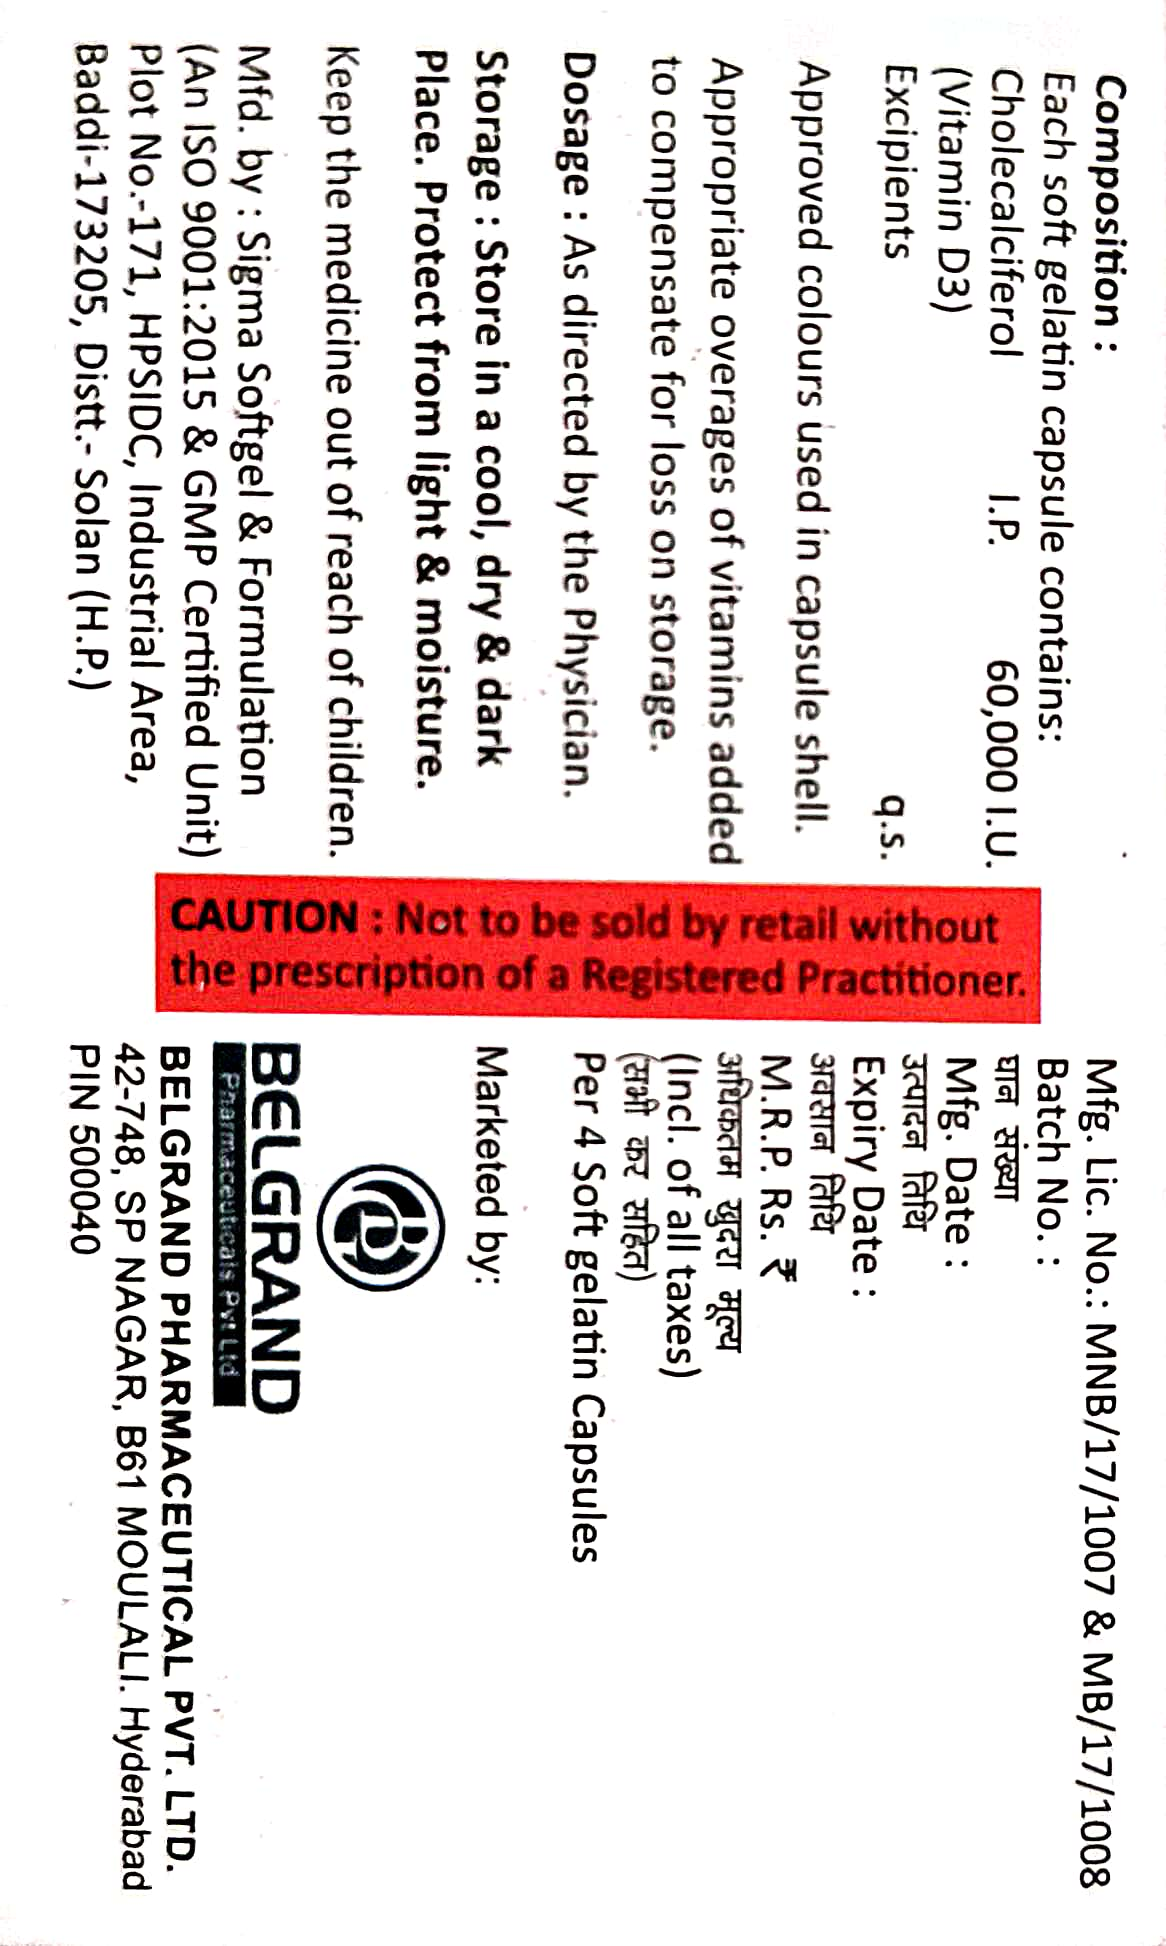 Composition :
Each soft gelatin capsule contains:
Cholecalciferol I.P. 60,000 I.U.
(Vitamin D3)
Excipients q.s.
Approved colours used in capsule shell.
Appropriate overages of vitamins added
to compensate for loss on storage.
Dosage : As directed by the Physician.
Storage : Store in a cool, dry & dark
Place. Protect from light & moisture.
Keep the medicine out of reach of children.
Mfd. by : Sigma Softgel & Formulation
(An ISO 9001:2015 & GMP Certified Unit)
Plot No.-171, HPSIDC, Industrial Area,
Baddi-173205, Distt.- Solan (H.P.)
CAUTION : Not to be sold by retail without
the prescription of a Registered Practitioner.
Mfg. Lic. No.: MNB/17/1007 & MB/17/1008
Batch No. :
घान संख्या
Mfg. Date :
उत्पादन तिथि
Expiry Date :
अवसान तिथि
M.R.P. Rs. ₹
अधिकतम खुदरा मूल्य
(Incl. of all taxes)
(सभी कर सहित)
Per 4 Soft gelatin Capsules
Marketed by:
BELGRAND
Pharmaceuticals Pvt Ltd
BELGRAND PHARMACEUTICAL PVT. LTD.
42-748, SP NAGAR, B61 MOULALI. Hyderabad
PIN 500040